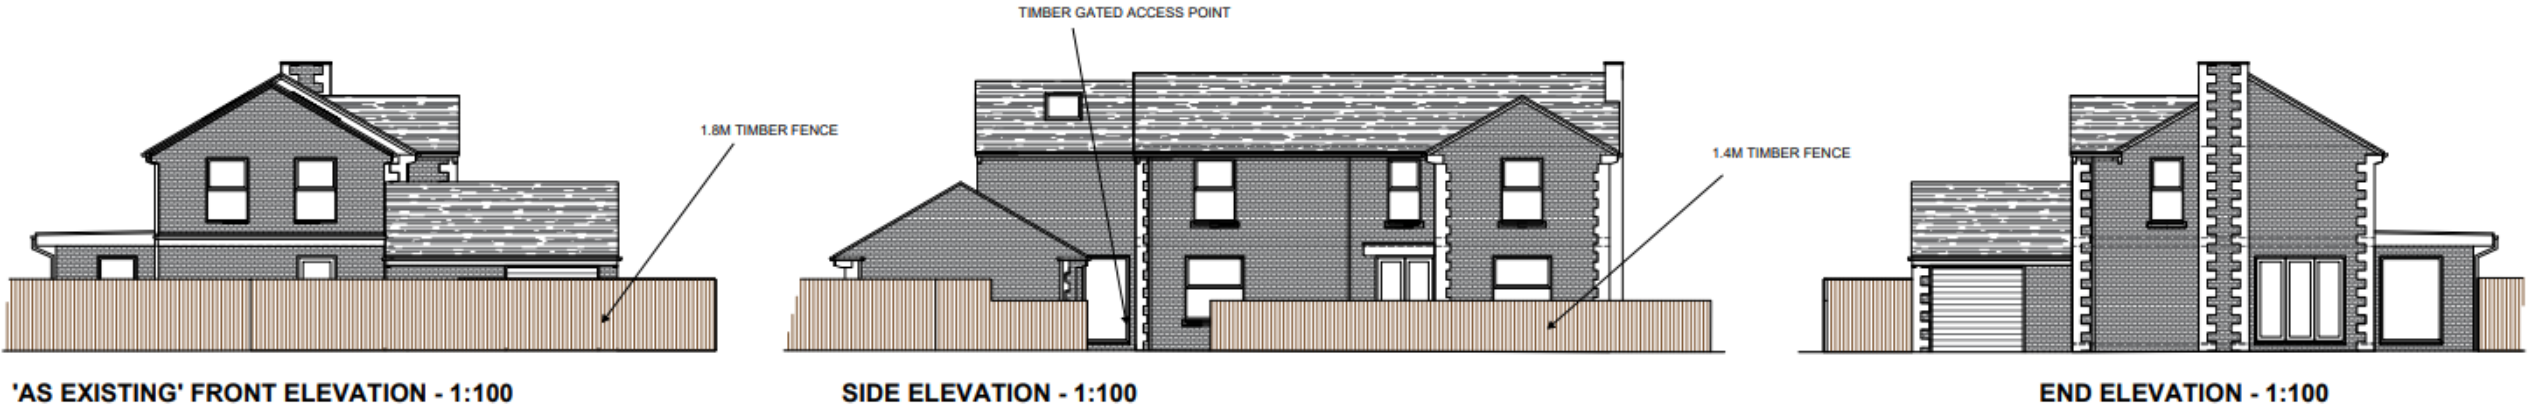 TIMBER GATED ACCESS POINT
1.8M TIMBER FENCE
1.4M TIMBER FENCE
'AS EXISTING' FRONT ELEVATION - 1:100
SIDE ELEVATION - 1:100
END ELEVATION - 1:100